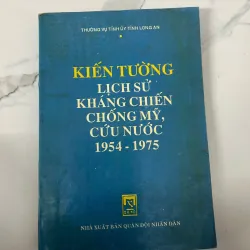 THƯỜNG VỤ TỈNH ỦY TỈNH LONG AN
KIẾN TƯỜNG
LỊCH SỬ
KHÁNG CHIẾN
CHỐNG MỸ,
CỨU NƯỚC
1954 - 1975
NHÀ XUẤT BẢN QUÂN ĐỘI NHÂN DÂN